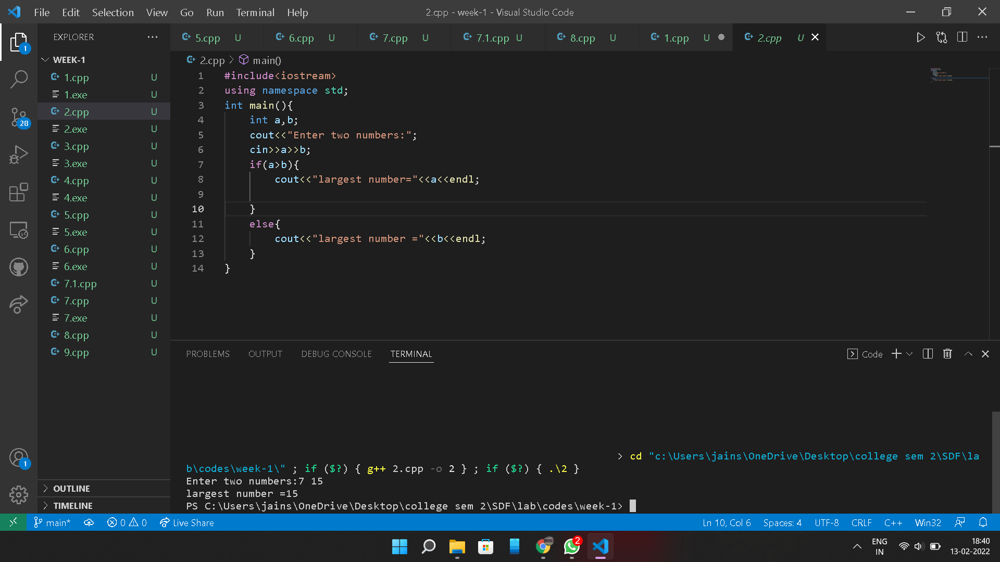 File Edit Selection View Go Run Terminal Help
2.cpp - week-1 - Visual Studio Code
EXPLORER
5.cpp U 6.cpp U 7.cpp U 7.1.cpp U 8.cpp U 1.cpp U 2.cpp U
WEEK-1
1.cpp U
1.exe U
2.cpp U
2.exe U
3.cpp U
3.exe U
4.cpp U
4.exe U
5.cpp U
5.exe U
6.cpp U
6.exe U
7.1.cpp U
7.cpp U
7.exe U
8.cpp U
9.cpp U
OUTLINE
TIMELINE
1
28
1
2.cpp > main()
1 #include<iostream>
2 using namespace std;
3 int main(){
4 int a,b;
5 cout<<"Enter two numbers:";
6 cin>>a>>b;
7 if(a>b){
8 cout<<"largest number="<<a<<endl;
9
10 }
11 else{
12 cout<<"largest number ="<<b<<endl;
13 }
14 }
PROBLEMS OUTPUT DEBUG CONSOLE TERMINAL
Code
> cd "c:\Users\jains\OneDrive\Desktop\college sem 2\SDF\la
b\codes\week-1\" ; if ($?) { g++ 2.cpp -o 2 } ; if ($?) { .\2 }
Enter two numbers:7 15
largest number =15
PS C:\Users\jains\OneDrive\Desktop\college sem 2\SDF\lab\codes\week-1>
main* 0 0 Live Share
Ln 10, Col 6 Spaces: 4 UTF-8 CRLF C++ Win32
2
ENG
IN
18:40
13-02-2022